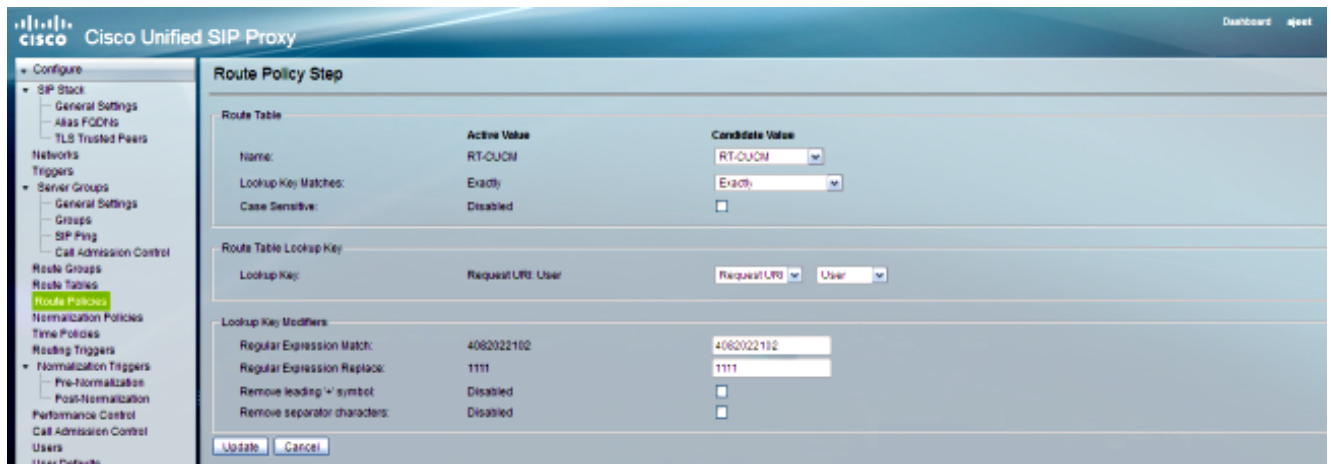 CISCO Cisco Unified SIP Proxy
Dashboard ajeet
Configure
SIP Stack
General Settings
Alias FQDNs
TLS Trusted Peers
Networks
Triggers
Server Groups
General Settings
Groups
SIP Ping
Call Admission Control
Route Groups
Route Tables
Route Policies
Normalization Policies
Time Policies
Routing Triggers
Normalization Triggers
Pre-Normalization
Post-Normalization
Performance Control
Call Admission Control
Users
User Defaults
Route Policy Step
Route Table
Active Value Candidate Value
Name: RT-CUCM RT-CUCM
Lookup Key Matches: Exactly Exactly
Case Sensitive: Disabled
Route Table Lookup Key
Lookup Key: Request URI: User Request URI User
Lookup Key Modifiers
Regular Expression Match: 4082022102 4082022102
Regular Expression Replace: 1111 1111
Remove leading '+' symbol: Disabled
Remove separator characters: Disabled
Update Cancel